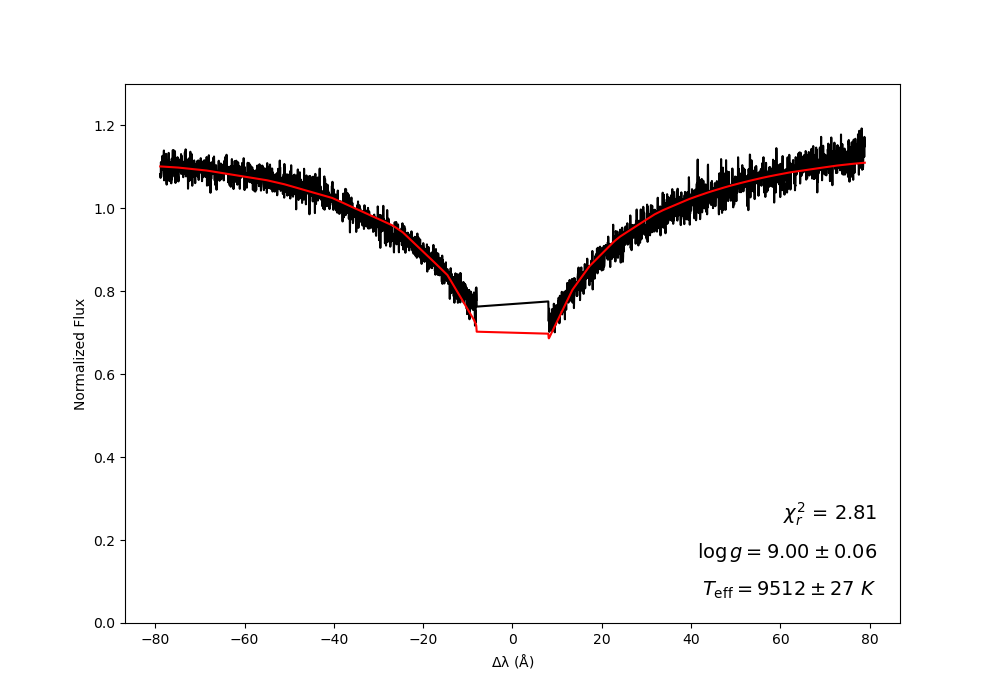 1.2
1.0
0.8
0.6
0.4
0.2
0.0
Normalized Flux
χ²ᵣ = 2.81
log g = 9.00 ± 0.06
T_eff = 9512 ± 27 K
−80 −60 −40 −20 0 20 40 60 80
Δλ (Å)